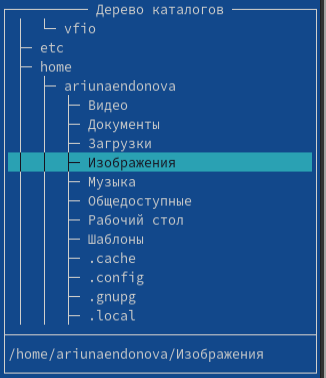 Дерево каталогов
vfio
etc
home
ariunaendonova
Видео
Документы
Загрузки
Изображения
Музыка
Общедоступные
Рабочий стол
Шаблоны
.cache
.config
.gnupg
.local
/home/ariunaendonova/Изображения